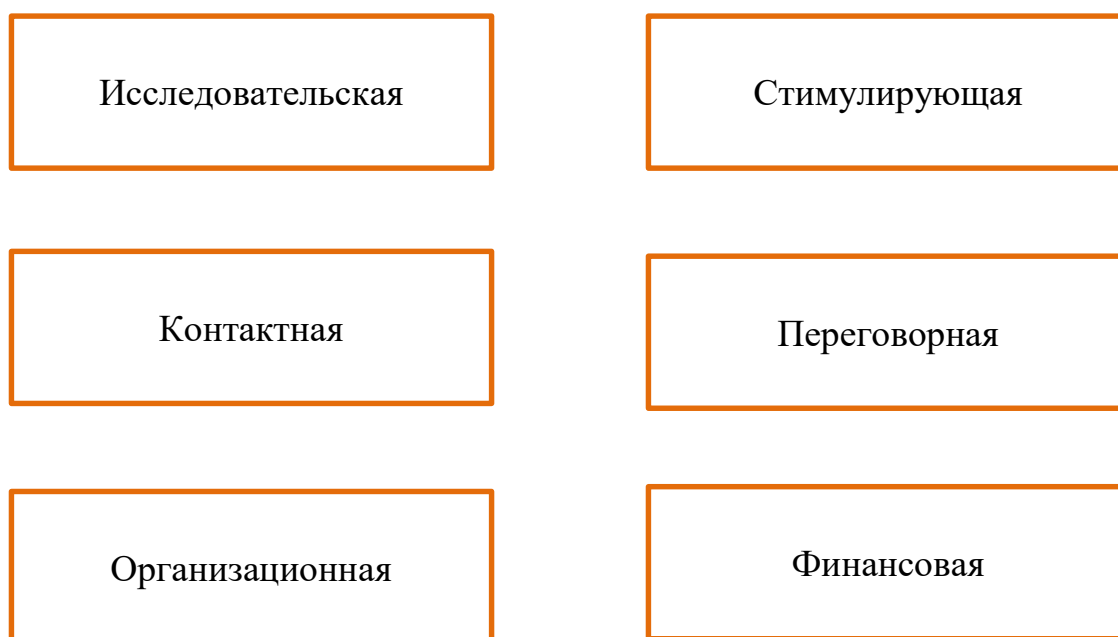 Исследовательская
Стимулирующая
Контактная
Переговорная
Организационная
Финансовая